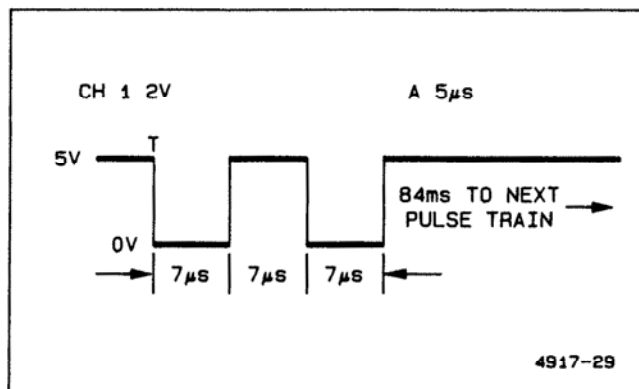 CH 1 2V A 5µs
T
5V
84ms TO NEXT
PULSE TRAIN
0V
7µs 7µs 7µs
4917-29